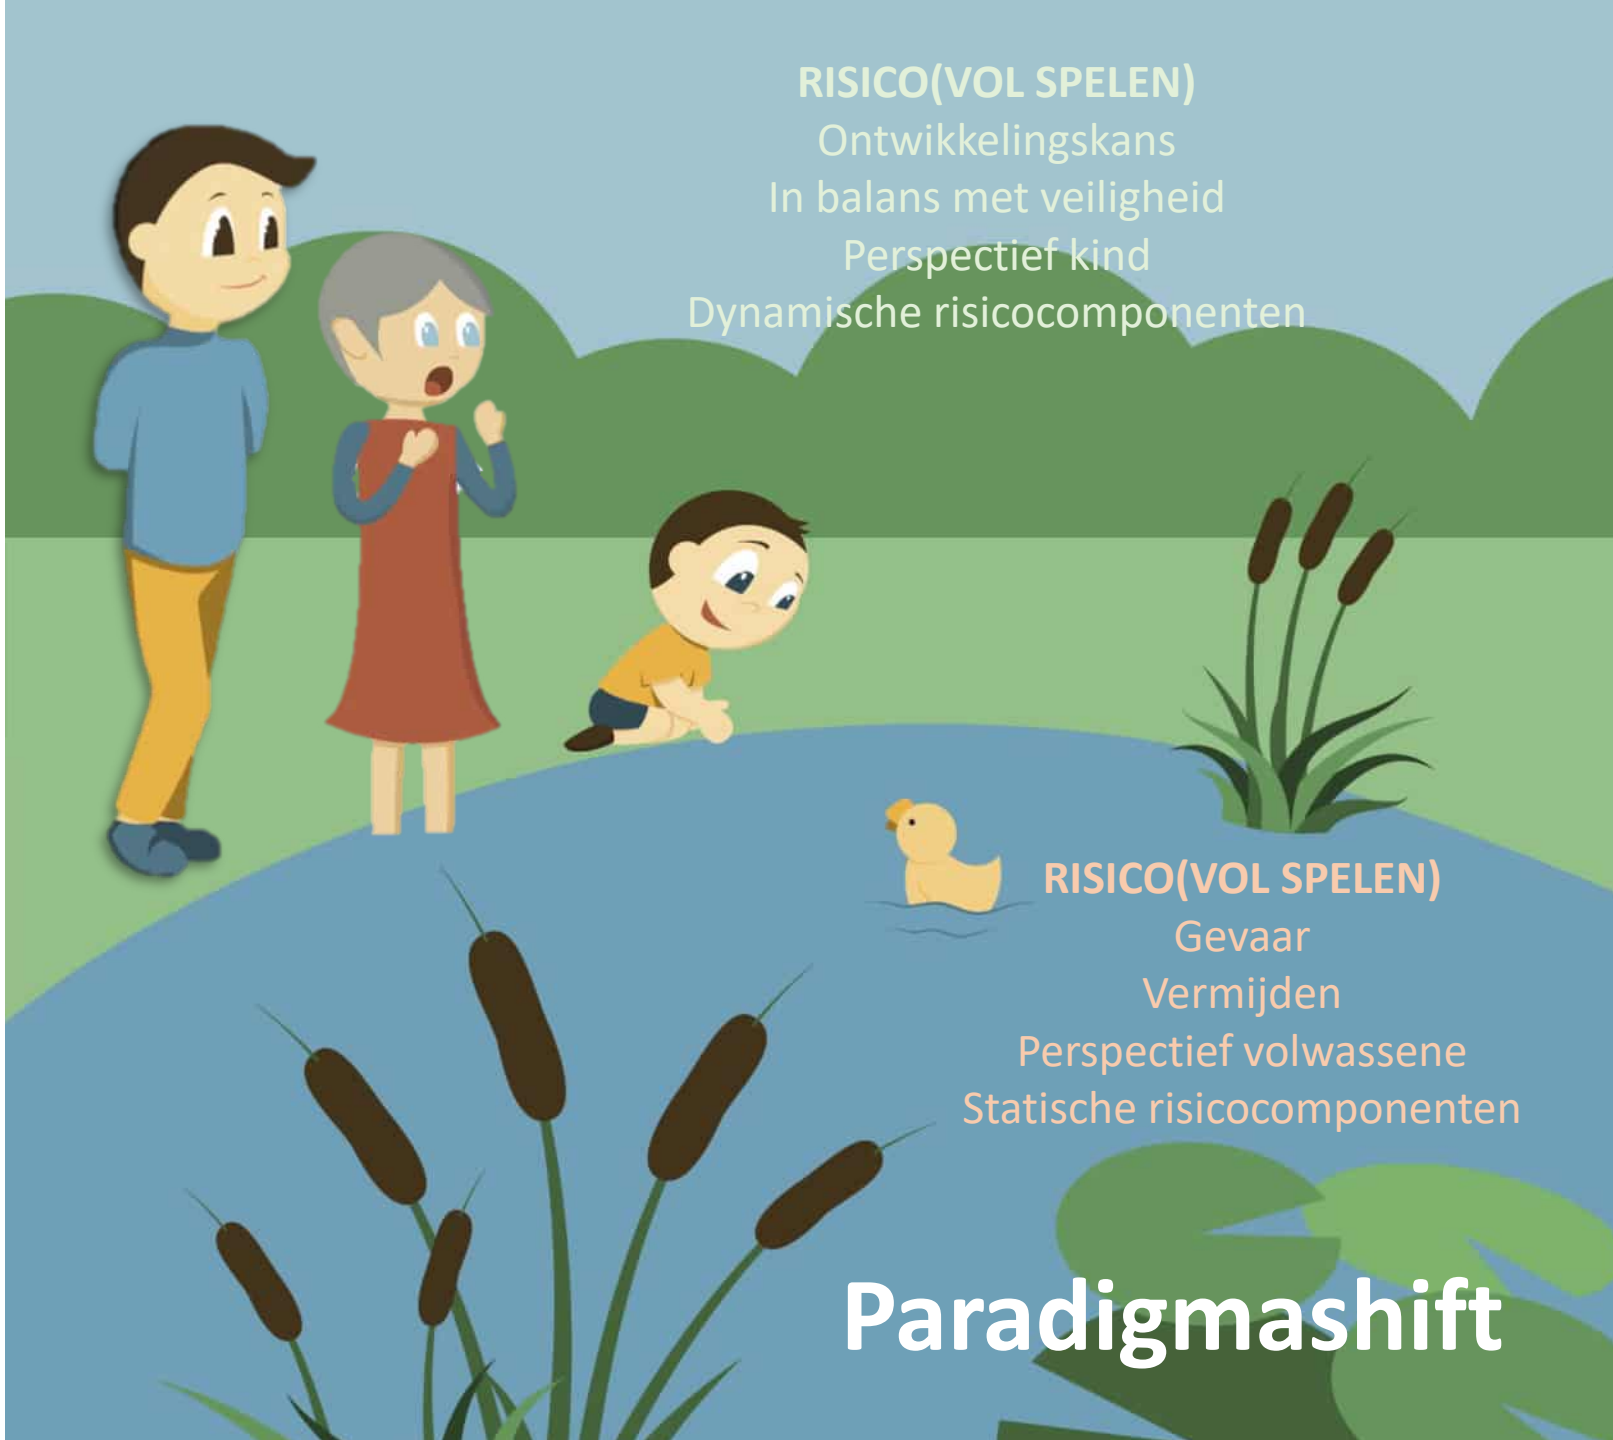 RISICO(VOL SPELEN)
Ontwikkelingskans
In balans met veiligheid
Perspectief kind
Dynamische risicocomponenten
RISICO(VOL SPELEN)
Gevaar
Vermijden
Perspectief volwassene
Statische risicocomponenten
Paradigmashift